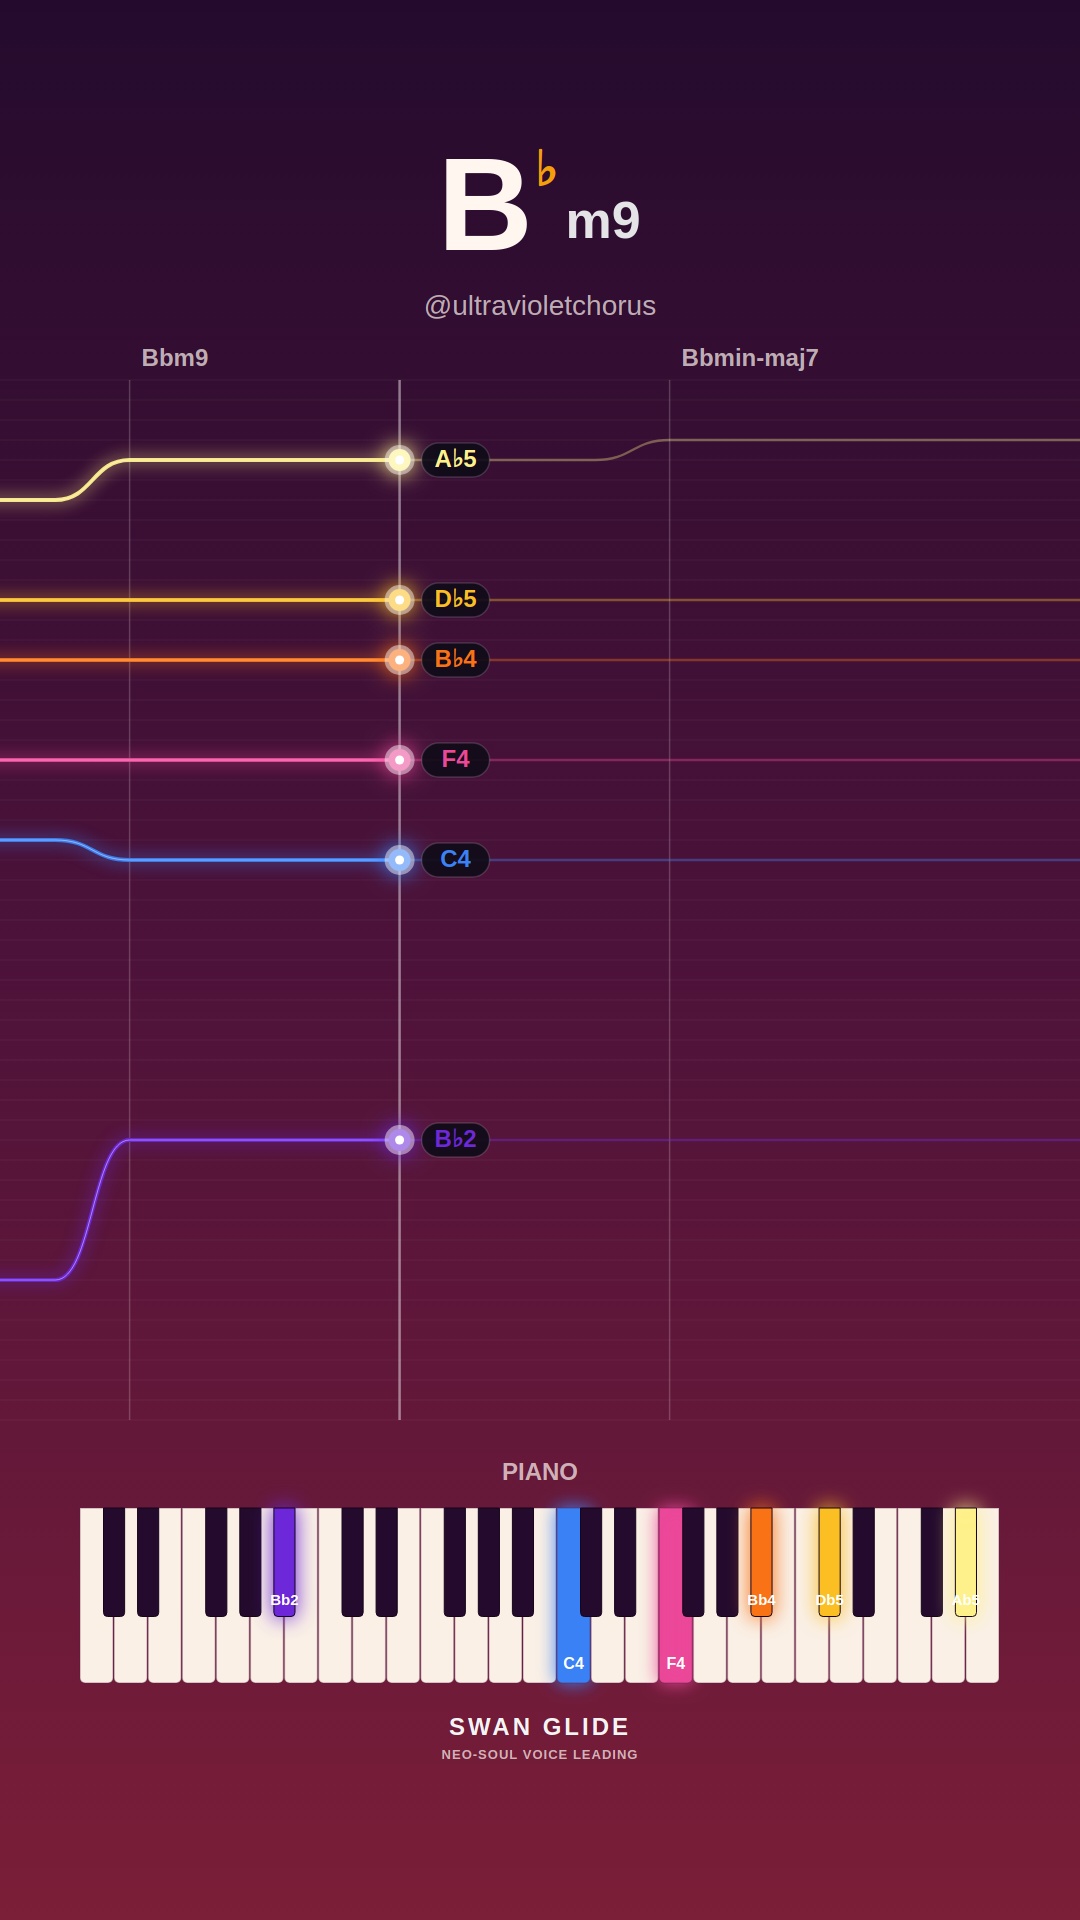 B♭m9
@ultravioletchorus
Bbm9 Bbmin-maj7
A♭5
D♭5
B♭4
F4
C4
B♭2
PIANO
Bb2 Bb4 Db5 Ab5
C4 F4
SWAN GLIDE
NEO-SOUL VOICE LEADING